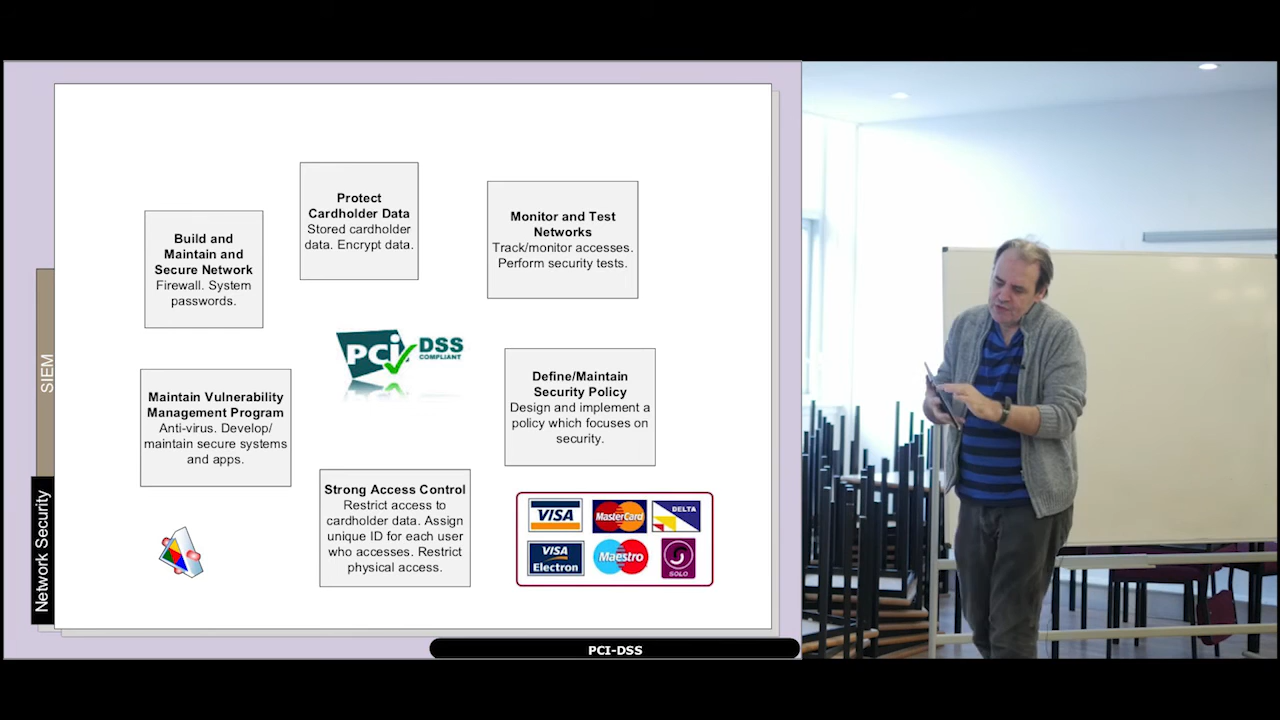 Protect
Cardholder Data
Stored cardholder
data. Encrypt data.
Monitor and Test
Networks
Track/monitor accesses.
Perform security tests.
Build and
Maintain and
Secure Network
Firewall. System
passwords.
PCi DSS
COMPLIANT
Define/Maintain
Security Policy
Design and implement a
policy which focuses on
security.
Maintain Vulnerability
Management Program
Anti-virus. Develop/
maintain secure systems
and apps.
Strong Access Control
Restrict access to
cardholder data. Assign
unique ID for each user
who accesses. Restrict
physical access.
VISA
MasterCard
DELTA
VISA
Electron
Maestro
SOLO
SIEM
Network Security
PCI-DSS